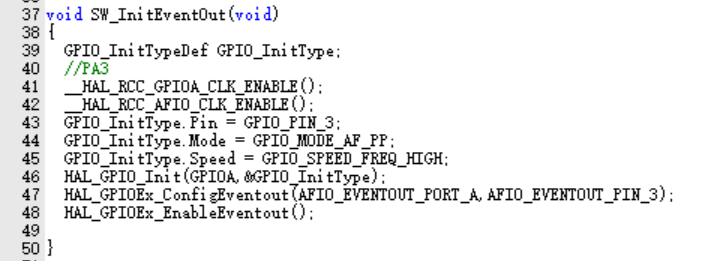 37 void SW_InitEventOut(void)
38 {
39 GPIO_InitTypeDef GPIO_InitType;
40 //PA3
41 __HAL_RCC_GPIOA_CLK_ENABLE();
42 __HAL_RCC_AFIO_CLK_ENABLE();
43 GPIO_InitType.Pin = GPIO_PIN_3;
44 GPIO_InitType.Mode = GPIO_MODE_AF_PP;
45 GPIO_InitType.Speed = GPIO_SPEED_FREQ_HIGH;
46 HAL_GPIO_Init(GPIOA,&GPIO_InitType);
47 HAL_GPIOEx_ConfigEventout(AFIO_EVENTOUT_PORT_A,AFIO_EVENTOUT_PIN_3);
48 HAL_GPIOEx_EnableEventout();
49
50 }